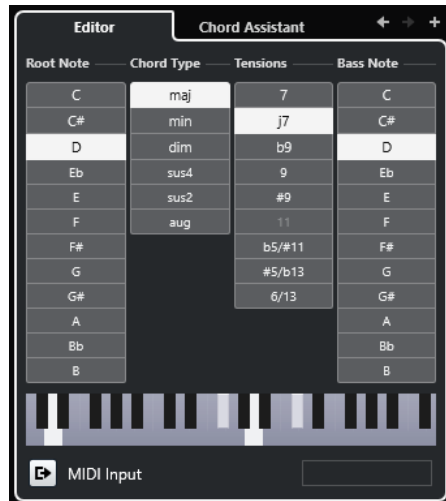 Editor Chord Assistant
Root Note Chord Type Tensions Bass Note
C maj 7 C
C# min j7 C#
D dim b9 D
Eb sus4 9 Eb
E sus2 #9 E
F aug 11 F
F# b5/#11 F#
G #5/b13 G
G# 6/13 G#
A A
Bb Bb
B B
MIDI Input